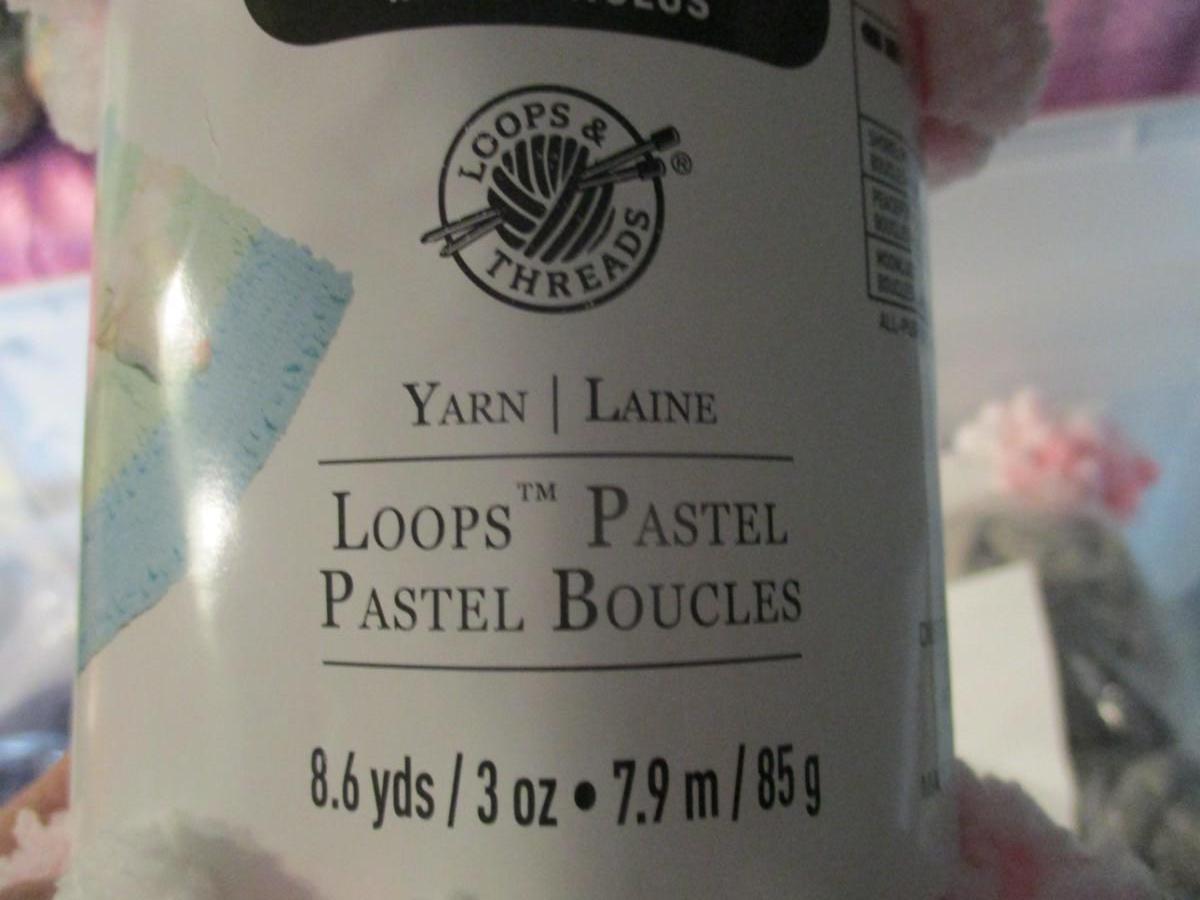 LOOPS &
THREADS
®
YARN | LAINE
LOOPS™ PASTEL
PASTEL BOUCLES
8.6 yds / 3 oz • 7.9 m / 85 g